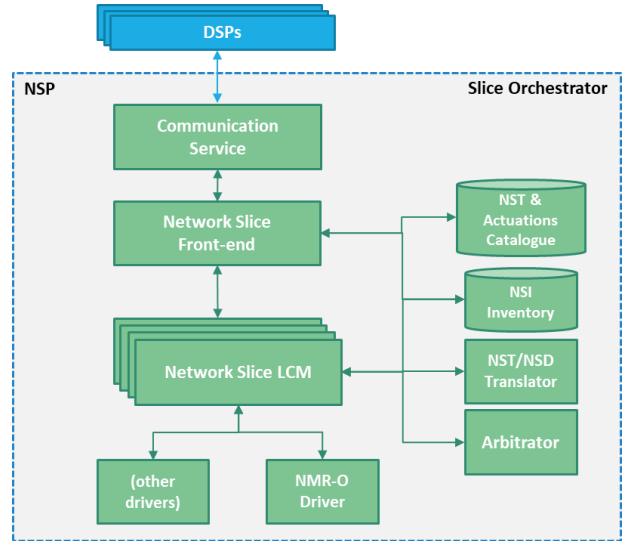 DSPs
NSP
Slice Orchestrator
Communication
Service
Network Slice
Front-end
NST &
Actuations
Catalogue
NSI
Inventory
Network Slice LCM
NST/NSD
Translator
Arbitrator
(other
drivers)
NMR-O
Driver